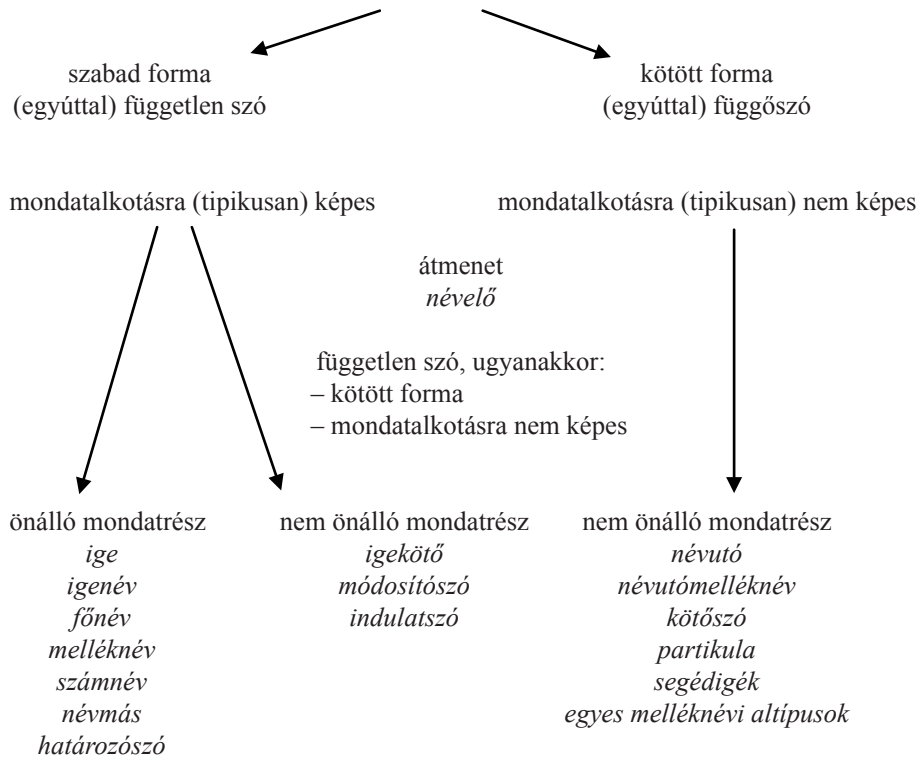 szabad forma
(egyúttal) független szó
kötött forma
(egyúttal) függőszó
mondatalkotásra (tipikusan) képes
mondatalkotásra (tipikusan) nem képes
átmenet
névelő
független szó, ugyanakkor:
– kötött forma
– mondatalkotásra nem képes
önálló mondatrész
ige
igenév
főnév
melléknév
számnév
névmás
határozószó
nem önálló mondatrész
igekötő
módosítószó
indulatszó
nem önálló mondatrész
névutó
névutómelléknév
kötőszó
partikula
segédigék
egyes melléknévi altípusok